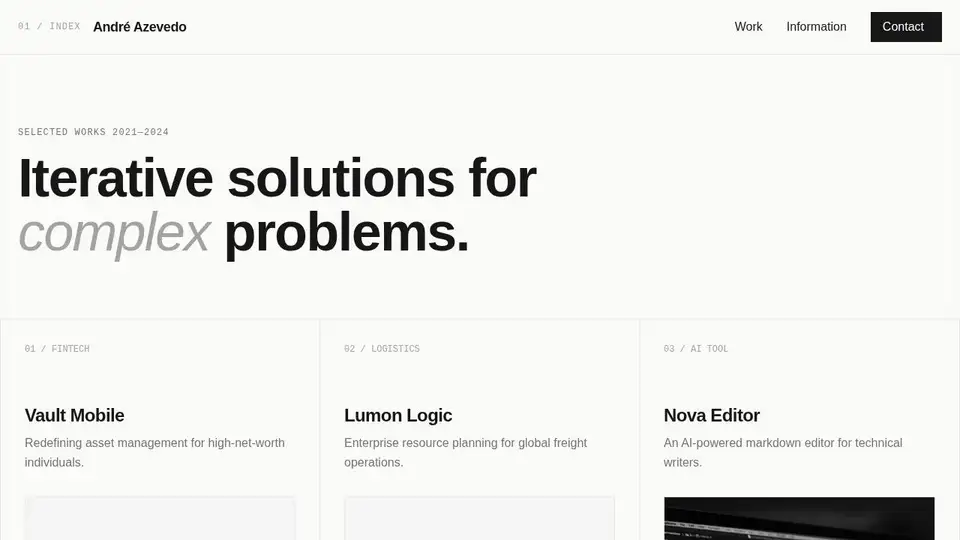 01 / INDEX André Azevedo Work Information Contact
SELECTED WORKS 2021—2024
Iterative solutions for
complex problems.
01 / FINTECH
Vault Mobile
Redefining asset management for high-net-worth
individuals.
02 / LOGISTICS
Lumon Logic
Enterprise resource planning for global freight
operations.
03 / AI TOOL
Nova Editor
An AI-powered markdown editor for technical
writers.